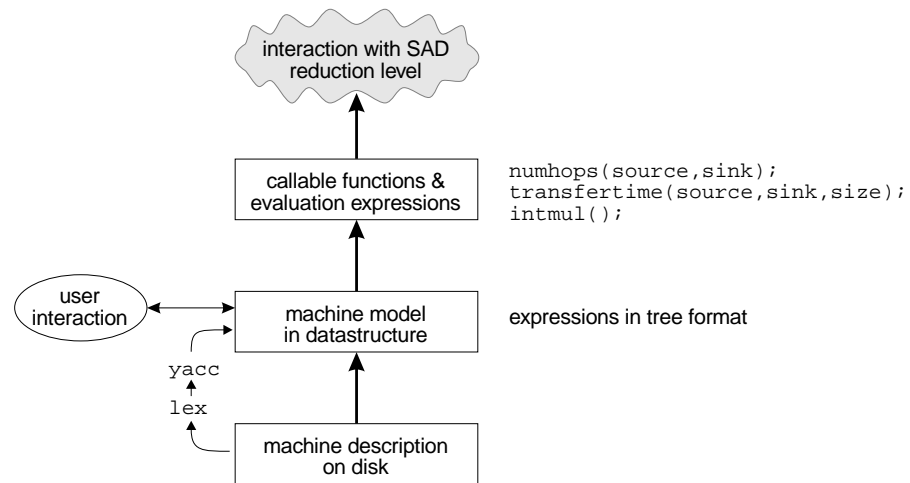 interaction with SAD
reduction level
callable functions &
evaluation expressions
numhops(source,sink);
transfertime(source,sink,size);
intmul();
user
interaction
machine model
in datastructure
expressions in tree format
yacc
lex
machine description
on disk